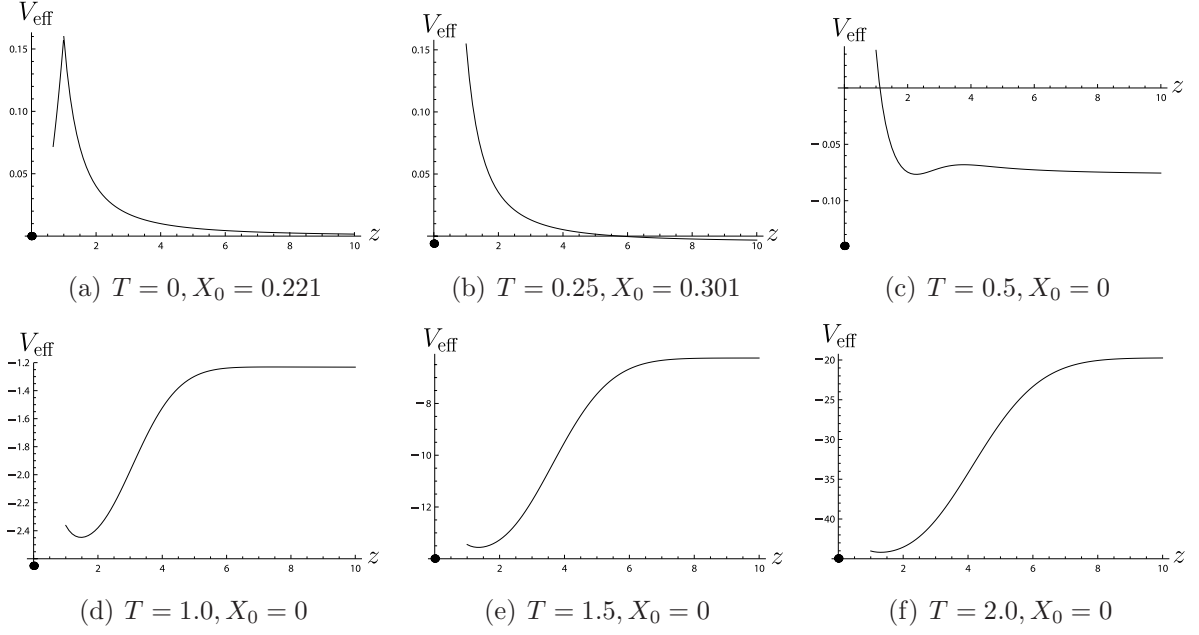 V_eff
0.15
0.10
0.05
2 4 6 8 10 z
(a) T = 0, X_0 = 0.221
V_eff
0.15
0.10
0.05
2 4 6 8 10 z
(b) T = 0.25, X_0 = 0.301
V_eff
2 4 6 8 10 z
−0.05
−0.10
(c) T = 0.5, X_0 = 0
V_eff
−1.2
−1.4
−1.6
−1.8
−2.0
−2.2
−2.4
2 4 6 8 10 z
(d) T = 1.0, X_0 = 0
V_eff
−8
−10
−12
2 4 6 8 10 z
(e) T = 1.5, X_0 = 0
V_eff
−20
−25
−30
−35
−40
2 4 6 8 10 z
(f) T = 2.0, X_0 = 0